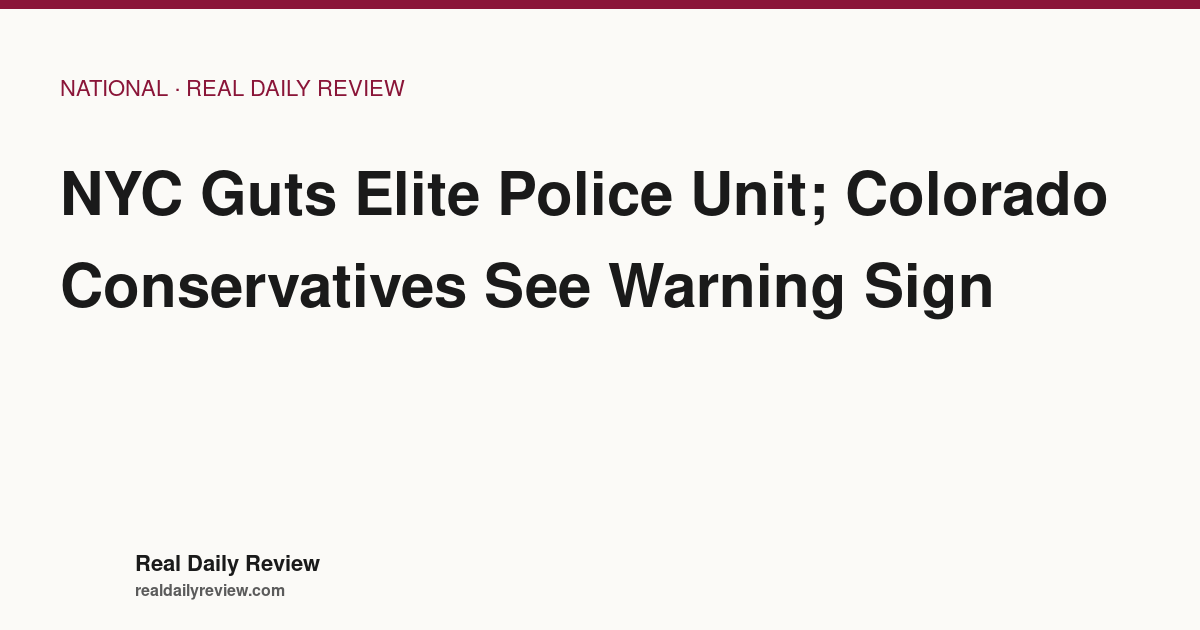 NATIONAL · REAL DAILY REVIEW
NYC Guts Elite Police Unit; Colorado
Conservatives See Warning Sign
Real Daily Review
realdailyreview.com